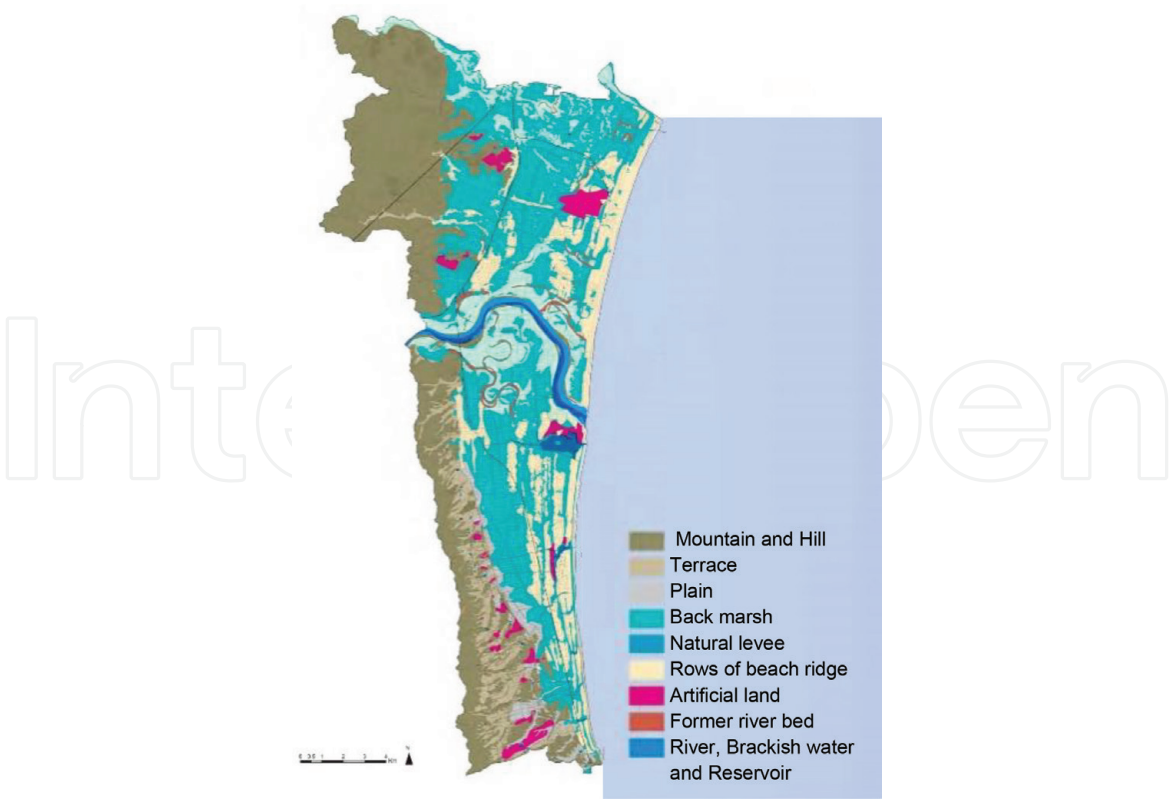 Mountain and Hill
Terrace
Plain
Back marsh
Natural levee
Rows of beach ridge
Artificial land
Former river bed
River, Brackish water
and Reservoir